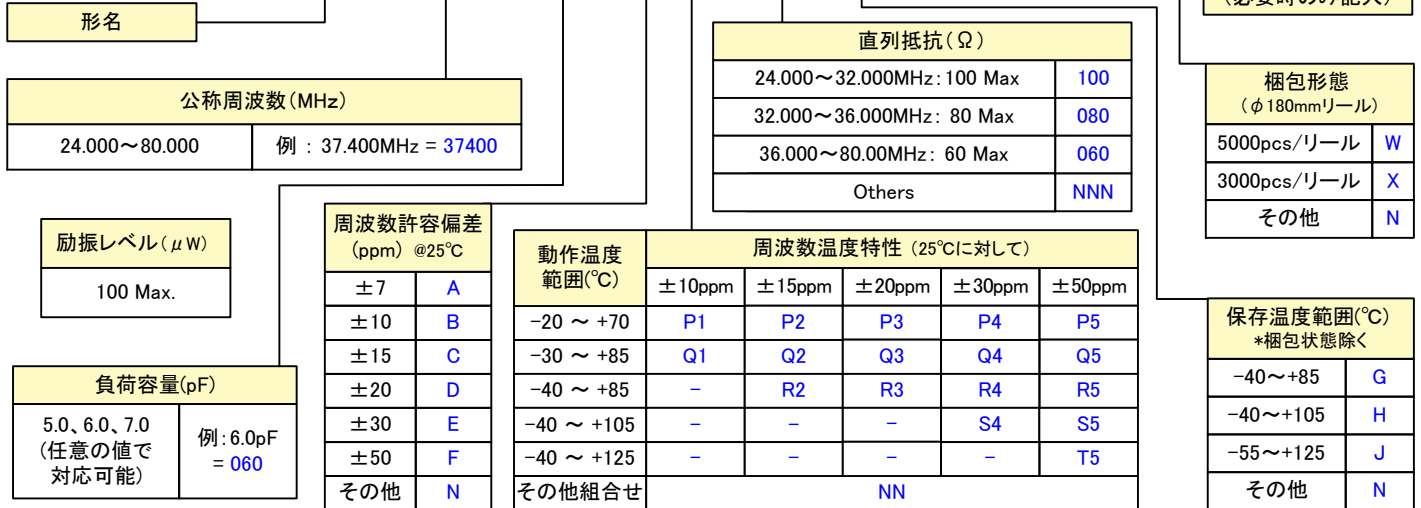 (必要時のみ記入)
形名
公称周波数(MHz)
24.000~80.000 例 : 37.400MHz = 37400
励振レベル(μW)
100 Max.
負荷容量(pF)
5.0、6.0、7.0
(任意の値で
対応可能)
例:6.0pF
= 060
周波数許容偏差
(ppm) @25℃
±7 A
±10 B
±15 C
±20 D
±30 E
±50 F
その他 N
直列抵抗(Ω)
24.000~32.000MHz:100 Max 100
32.000~36.000MHz: 80 Max 080
36.000~80.00MHz: 60 Max 060
Others NNN
動作温度
範囲(℃)
周波数温度特性 (25℃に対して)
±10ppm ±15ppm ±20ppm ±30ppm ±50ppm
-20 ~ +70 P1 P2 P3 P4 P5
-30 ~ +85 Q1 Q2 Q3 Q4 Q5
-40 ~ +85 - R2 R3 R4 R5
-40 ~ +105 - - - S4 S5
-40 ~ +125 - - - - T5
その他組合せ NN
梱包形態
(φ180mmリール)
5000pcs/リール W
3000pcs/リール X
その他 N
保存温度範囲(℃)
*梱包状態除く
-40~+85 G
-40~+105 H
-55~+125 J
その他 N